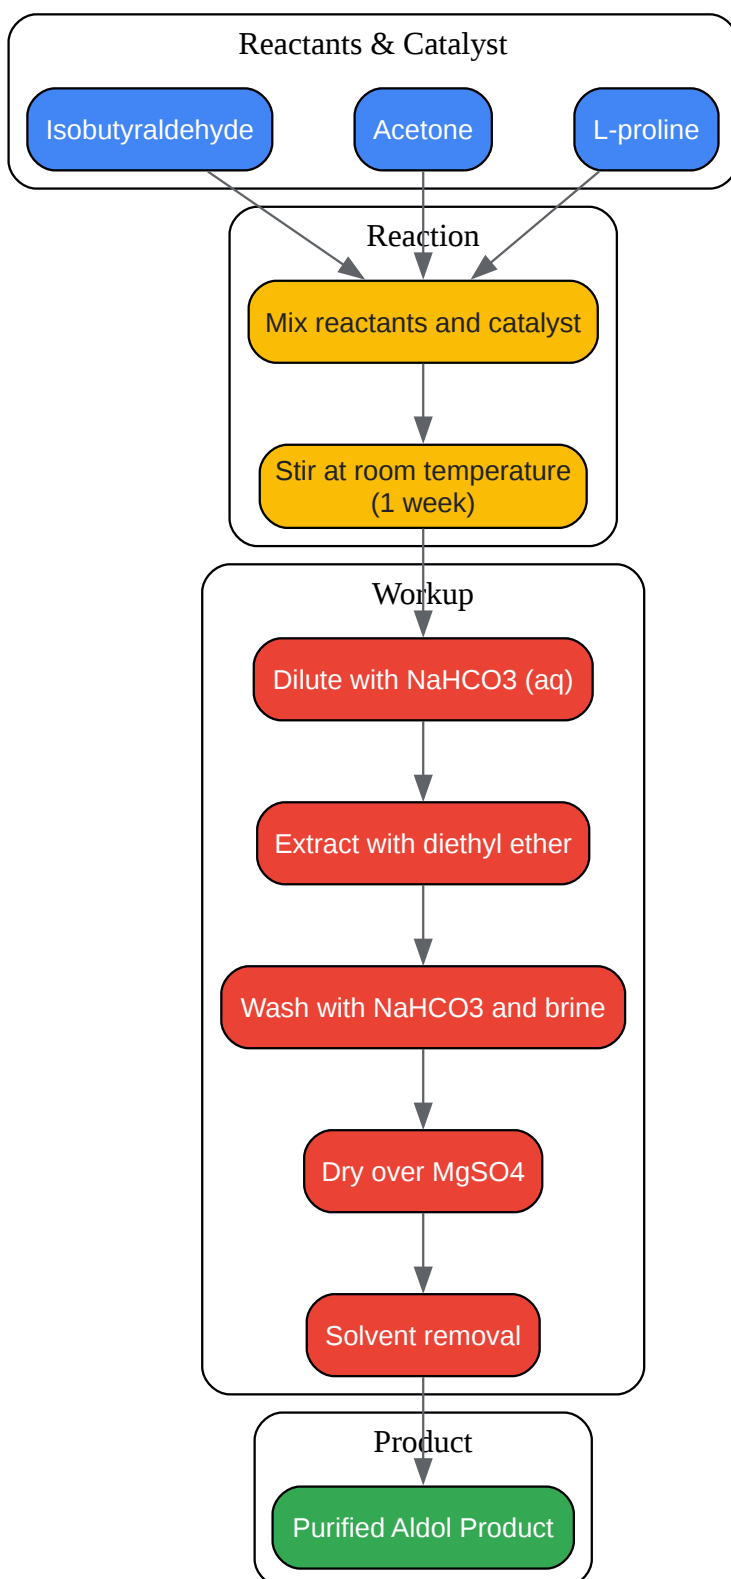 Reactants & Catalyst
Isobutyraldehyde
Acetone
L-proline
Reaction
Mix reactants and catalyst
Stir at room temperature
(1 week)
Workup
Dilute with NaHCO3 (aq)
Extract with diethyl ether
Wash with NaHCO3 and brine
Dry over MgSO4
Solvent removal
Product
Purified Aldol Product